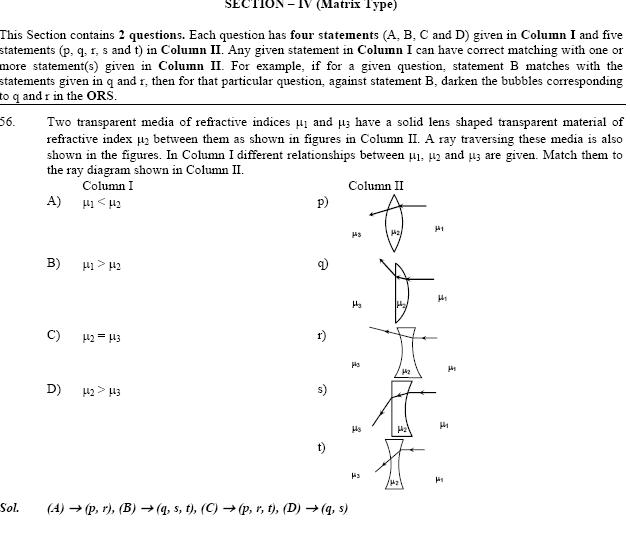 SECTION – IV (Matrix Type)
This Section contains 2 questions. Each question has four statements (A, B, C and D) given in Column I and five
statements (p, q, r, s and t) in Column II. Any given statement in Column I can have correct matching with one or
more statement(s) given in Column II. For example, if for a given question, statement B matches with the
statements given in q and r, then for that particular question, against statement B, darken the bubbles corresponding
to q and r in the ORS.
56. Two transparent media of refractive indices μ1 and μ3 have a solid lens shaped transparent material of
refractive index μ2 between them as shown in figures in Column II. A ray traversing these media is also
shown in the figures. In Column I different relationships between μ1, μ2 and μ3 are given. Match them to
the ray diagram shown in Column II.
Column I Column II
A) μ1 < μ2 p)
μ3 μ2 μ1
B) μ1 > μ2 q)
μ3 μ2 μ1
C) μ2 = μ3 r)
μ3 μ2 μ1
D) μ2 > μ3 s)
μ3 μ2 μ1
t)
μ3 μ2 μ1
Sol. (A) → (p, r), (B) → (q, s, t), (C) → (p, r, t), (D) → (q, s)